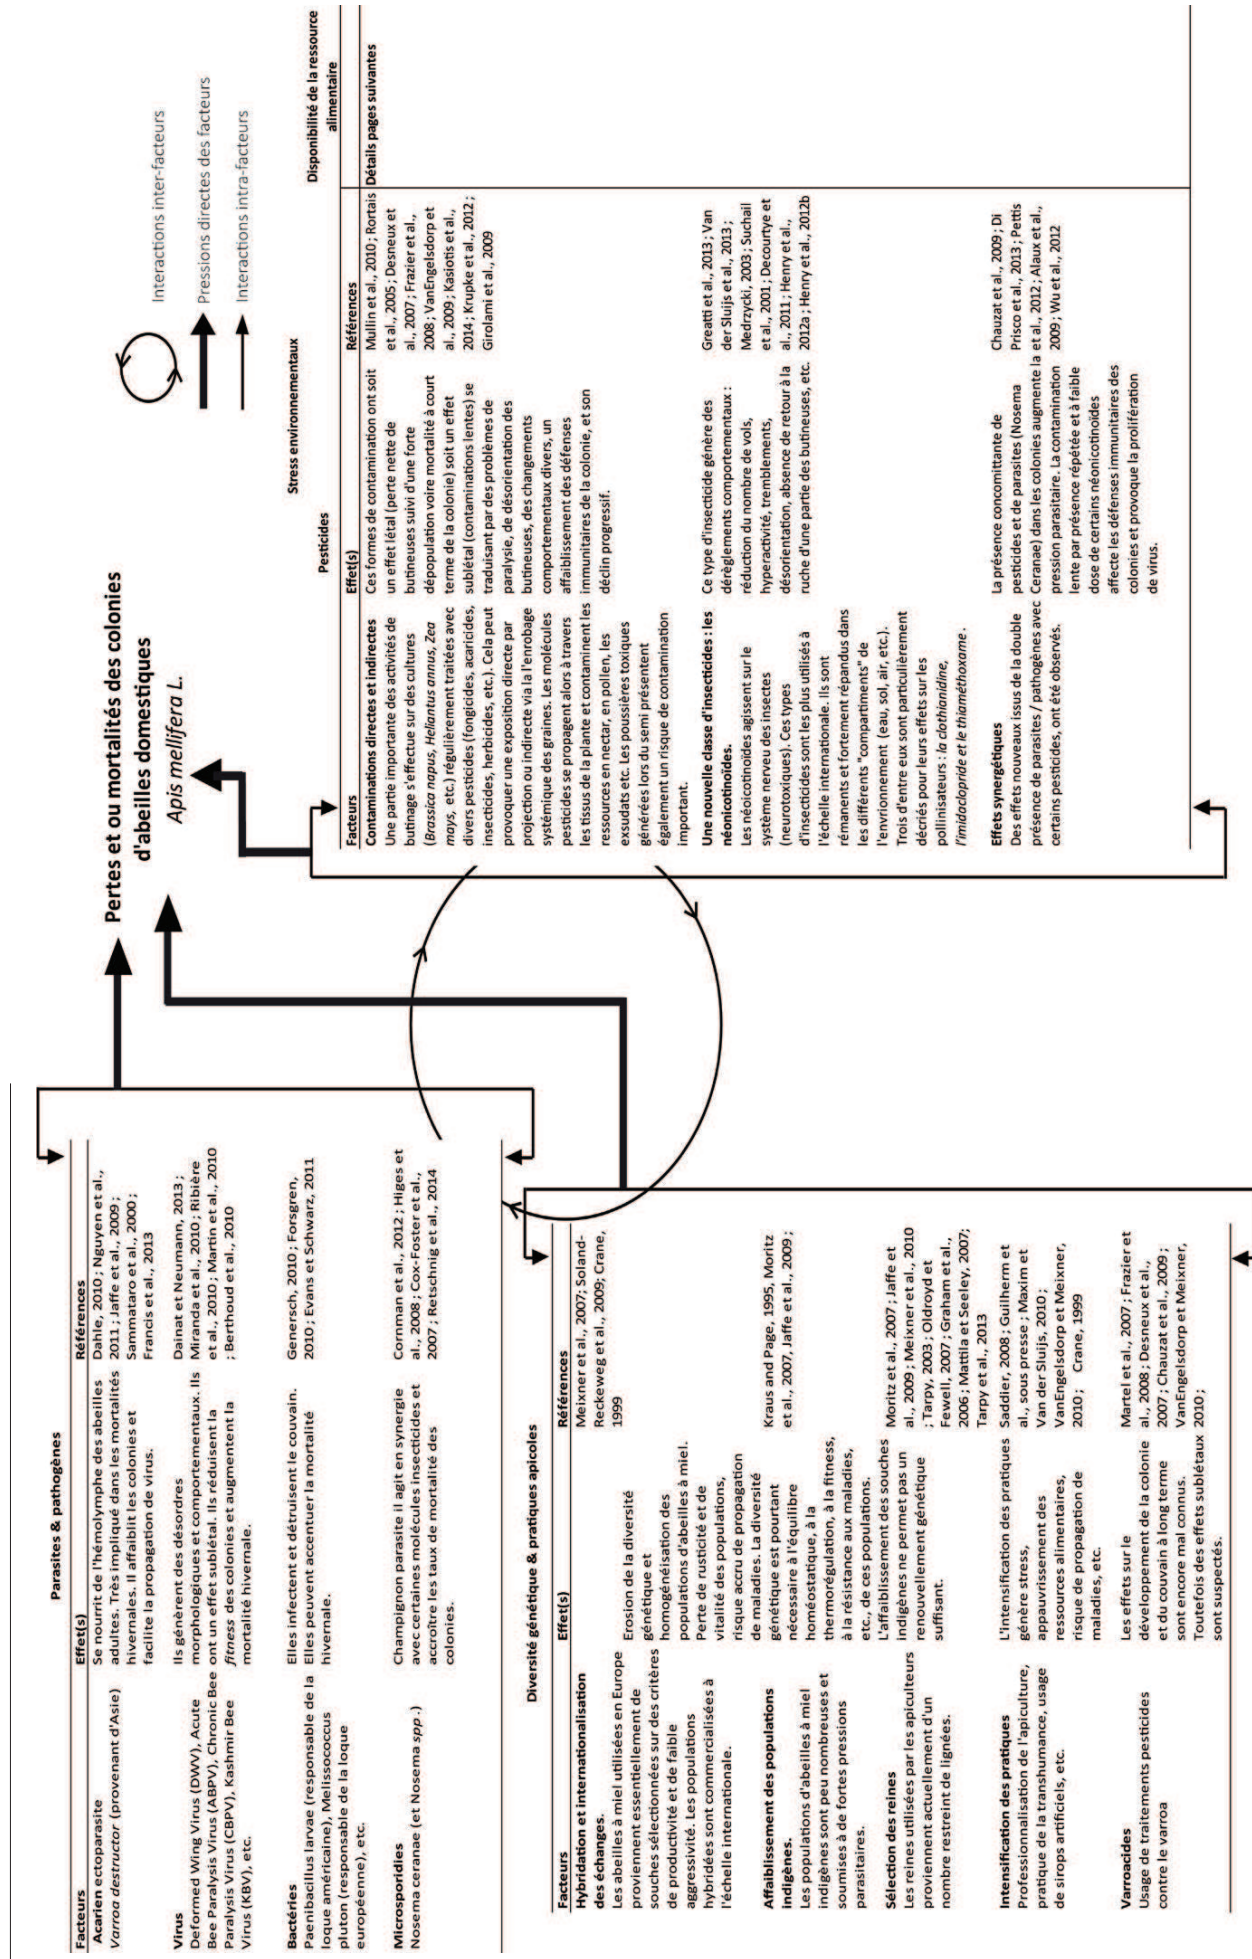 Parasites & pathogènes
Facteurs
Effet(s)
Références
Acarien ectoparasite
Varroa destructor (provenant d'Asie)
Se nourrit de l'hémolymphe des abeilles
adultes. Très impliqué dans les mortalités
hivernales. Il affaiblit les colonies et
facilite la propagation de virus.
Dahle, 2010 ; Nguyen et al.,
2011 ; Jaffe et al., 2009 ;
Sammataro et al., 2000 ;
Francis et al., 2013
Virus
Deformed Wing Virus (DWV), Acute
Bee Paralysis Virus (ABPV), Chronic Bee
Paralysis Virus (CBPV), Kashmir Bee
Virus (KBV), etc.
Ils génèrent des désordres
morphologiques et comportementaux. Ils
ont un effet sublétal. Ils réduisent la
fitness des colonies et augmentent la
mortalité hivernale.
Dainat et Neumann, 2013 ;
Miranda et al., 2010 ; Ribière
et al., 2010 ; Martin et al., 2010
; Berthoud et al., 2010
Bactéries
Paenibacillus larvae (responsable de la
loque américaine), Melissococcus
pluton (responsable de la loque
européenne), etc.
Elles infectent et détruisent le couvain.
Elles peuvent accentuer la mortalité
hivernale.
Genersch, 2010 ; Forsgren,
2010 ; Evans et Schwarz, 2011
Microsporidies
Nosema ceranae (et Nosema spp .)
Champignon parasite il agit en synergie
avec certaines molécules insecticides et
accroître les taux de mortalité des
colonies.
Cornman et al., 2012 ; Higes et
al., 2008 ; Cox-Foster et al.,
2007 ; Retschnig et al., 2014
Diversité génétique & pratiques apicoles
Facteurs
Effet(s)
Références
Hybridation et internationalisation
des échanges.
Les abeilles à miel utilisées en Europe
proviennent essentiellement de
souches sélectionnées sur des critères
de productivité et de faible
aggressivité. Les populations
hybridées sont commercialisées à
l'échelle internationale.
Erosion de la diversité
génétique et
homogénéisation des
populations d'abeilles à miel.
Perte de rusticité et de
vitalité des populations,
risque accru de propagation
de maladies. La diversité
génétique est pourtant
nécessaire à l'équilibre
homéostatique, à la
thermorégulation, à la fitness,
à la résistance aux maladies,
etc., de ces populations.
Meixner et al., 2007; Soland-
Reckeweg et al., 2009; Crane,
1999
Affaiblissement des populations
indigènes.
Les populations d'abeilles à miel
indigènes sont peu nombreuses et
soumises à de fortes pressions
parasitaires.
Kraus and Page, 1995, Moritz
et al., 2007, Jaffe et al., 2009 ;
Sélection des reines
Les reines utilisées par les apiculteurs
proviennent actuellement d'un
nombre restreint de lignées.
L'affaiblissement des souches
indigènes ne permet pas un
renouvellement génétique
suffisant.
Moritz et al., 2007 ; Jaffe et
al., 2009 ; Meixner et al., 2010
; Tarpy, 2003 ; Oldroyd et
Fewell, 2007 ; Graham et al.,
2006 ; Mattila et Seeley, 2007;
Tarpy et al., 2013
Intensification des pratiques
Professionnalisation de l'apiculture,
pratique de la transhumance, usage
de sirops artificiels, etc.
L'intensification des pratiques
génère stress,
appauvrissement des
ressources alimentaires,
risque de propagation de
maladies, etc.
Saddier, 2008 ; Guilherm et
al., sous presse ; Maxim et
Van der Sluijs, 2010 ;
VanEngelsdorp et Meixner,
2010 ; Crane, 1999
Varroacides
Usage de traitements pesticides
contre le varroa
Les effets sur le
développement de la colonie
et du couvain à long terme
sont encore mal connus.
Toutefois des effets sublétaux
sont suspectés.
Martel et al., 2007 ; Frazier et
al., 2008 ; Desneux et al.,
2007 ; Chauzat et al., 2009 ;
VanEngelsdorp et Meixner,
2010 ;
Pertes et ou mortalités des colonies
d'abeilles domestiques
Apis mellifera L.
Interactions inter-facteurs
Pressions directes des facteurs
Interactions intra-facteurs
Stress environnementaux
Pesticides
Disponibilité de la ressource
alimentaire
Facteurs
Effet(s)
Références
Détails pages suivantes
Contaminations directes et indirectes
Une partie importante des activités de
butinage s'effectue sur des cultures
(Brassica napus, Heliantus annus, Zea
mays, etc.) régulièrement traitées avec
divers pesticides (fongicides, acaricides,
insecticides, herbicides, etc.). Cela peut
provoquer une exposition directe par
projection ou indirecte via la l'enrobage
systémique des graines. Les molécules
pesticides se propagent alors à travers
les tissus de la plante et contaminent les
ressources en nectar, en pollen, les
exsudats etc. Les poussières toxiques
générées lors du semi présentent
également un risque de contamination
important.
Ces formes de contamination ont soit
un effet létal (perte nette de
butineuses suivi d'une forte
dépopulation voire mortalité à court
terme de la colonie) soit un effet
sublétal (contaminations lentes) se
traduisant par des problèmes de
paralysie, de désorientation des
butineuses, des changements
comportementaux divers, un
affaiblissement des défenses
immunitaires de la colonie, et son
déclin progressif.
Mullin et al., 2010 ; Rortais
et al., 2005 ; Desneux et
al., 2007 ; Frazier et al.,
2008 ; VanEngelsdorp et
al., 2009 ; Kasiotis et al.,
2014 ; Krupke et al., 2012 ;
Girolami et al., 2009
Une nouvelle classe d'insecticides : les
néonicotinoïdes.
Les néoicotinoïdes agissent sur le
système nerveu des insectes
(neurotoxiques). Ces types
d'insecticides sont les plus utilisés à
l'échelle internationale. Ils sont
rémanents et fortement répandus dans
les différents "compartiments" de
l'envrionnement (eau, sol, air, etc.).
Trois d'entre eux sont particulièrement
décriés pour leurs effets sur les
pollinisateurs : la clothianidine,
l'imidaclopride et le thiaméthoxame .
Ce type d'insecticide génère des
dérèglements comportementaux :
réduction du nombre de vols,
hyperactivité, tremblements,
désorientation, absence de retour à la
ruche d'une partie des butineuses, etc.
Greatti et al., 2013 ; Van
der Sluijs et al., 2013 ;
Medrzycki, 2003 ; Suchail
et al., 2001 ; Decourtye et
al., 2011 ; Henry et al.,
2012a ; Henry et al., 2012b
Effets synergétiques
Des effets nouveaux issus de la double
présence de parasites / pathogènes avec
certains pesticides, ont été observés.
La présence concomittante de
pesticides et de parasites (Nosema
Ceranae) dans les colonies augmente la
pression parasitaire. La contamination
lente par présence répétée et à faible
dose de certains néonicotinoïdes
affecte les défenses immunitaires des
colonies et provoque la prolifération
de virus.
Chauzat et al., 2009 ; Di
Prisco et al., 2013 ; Pettis
et al., 2012 ; Alaux et al.,
2009 ; Wu et al., 2012